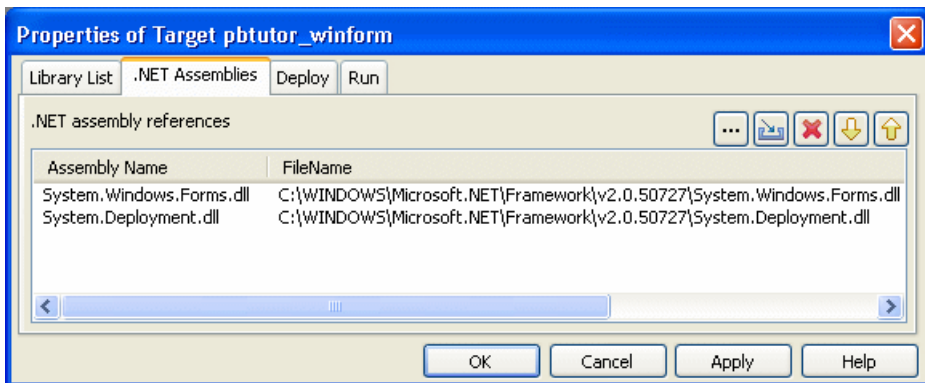 Properties of Target pbtutor_winform
Library List .NET Assemblies Deploy Run
.NET assembly references
...
Assembly Name FileName
System.Windows.Forms.dll C:\WINDOWS\Microsoft.NET\Framework\v2.0.50727\System.Windows.Forms.dll
System.Deployment.dll C:\WINDOWS\Microsoft.NET\Framework\v2.0.50727\System.Deployment.dll
OK Cancel Apply Help